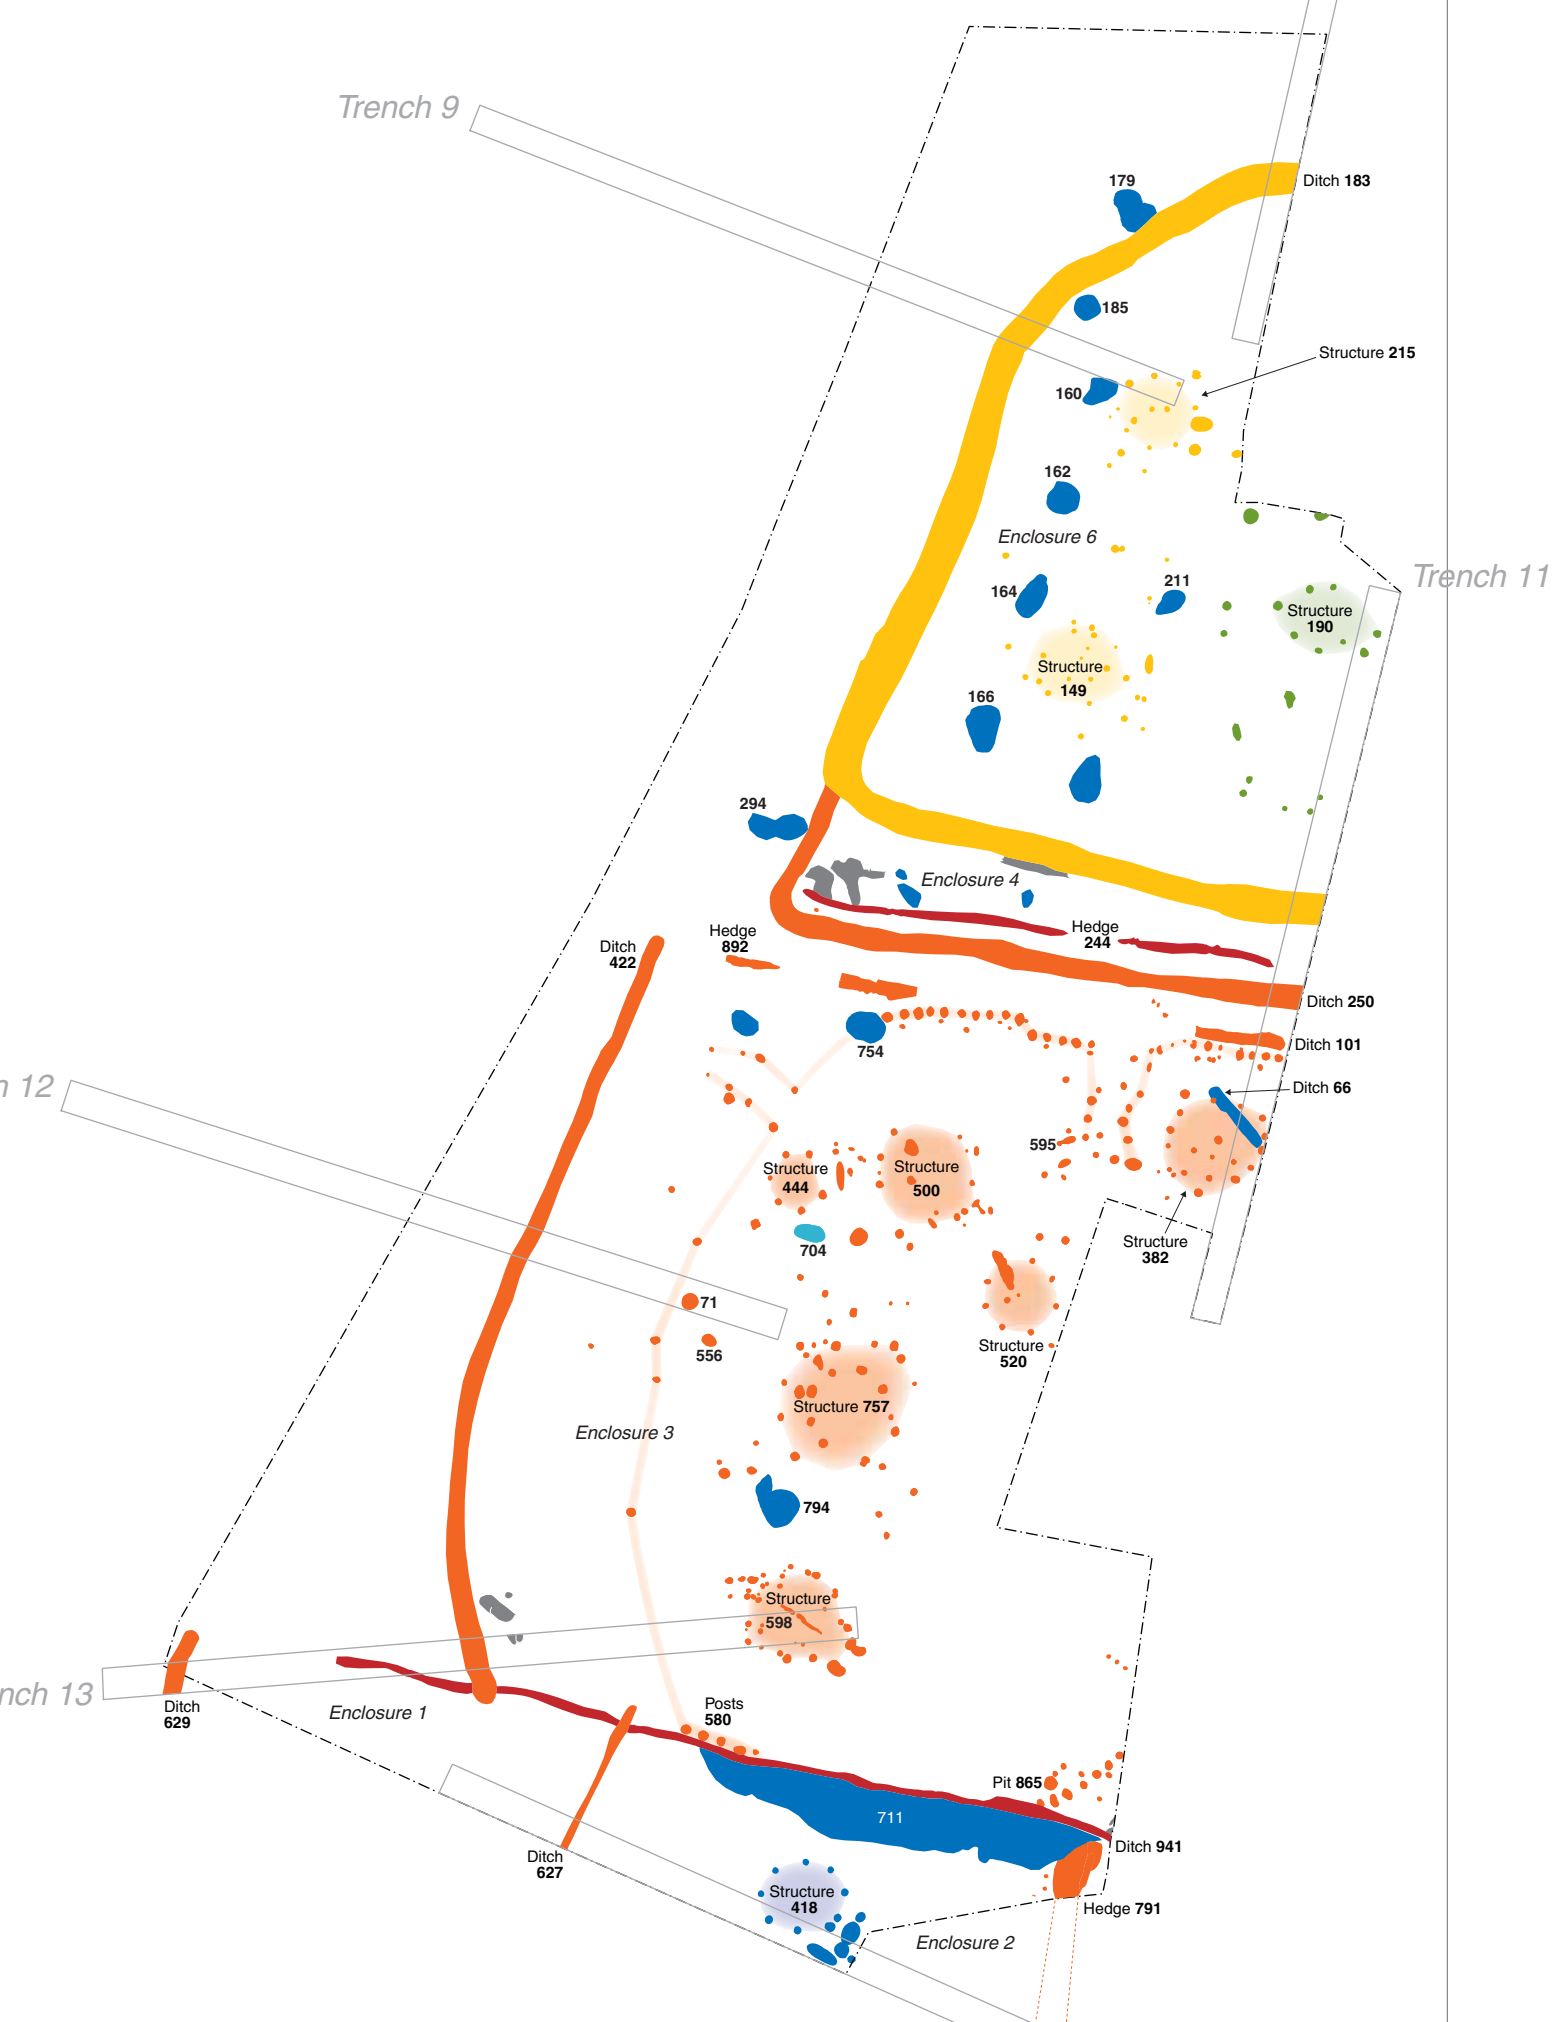 Trench 9
179
Ditch 183
185
Structure 215
160
162
Enclosure 6
Trench 11
164
211
Structure
190
Structure
149
166
294
Enclosure 4
Hedge
244
Hedge
892
Ditch
422
Ditch 250
754
Ditch 101
n 12
Ditch 66
595
Structure
444
Structure
500
704
Structure
382
71
556
Structure
520
Structure 757
Enclosure 3
794
Structure
598
nch 13
Ditch
629
Enclosure 1
Posts
580
Pit 865
711
Ditch 941
Ditch
627
Structure
418
Hedge 791
Enclosure 2